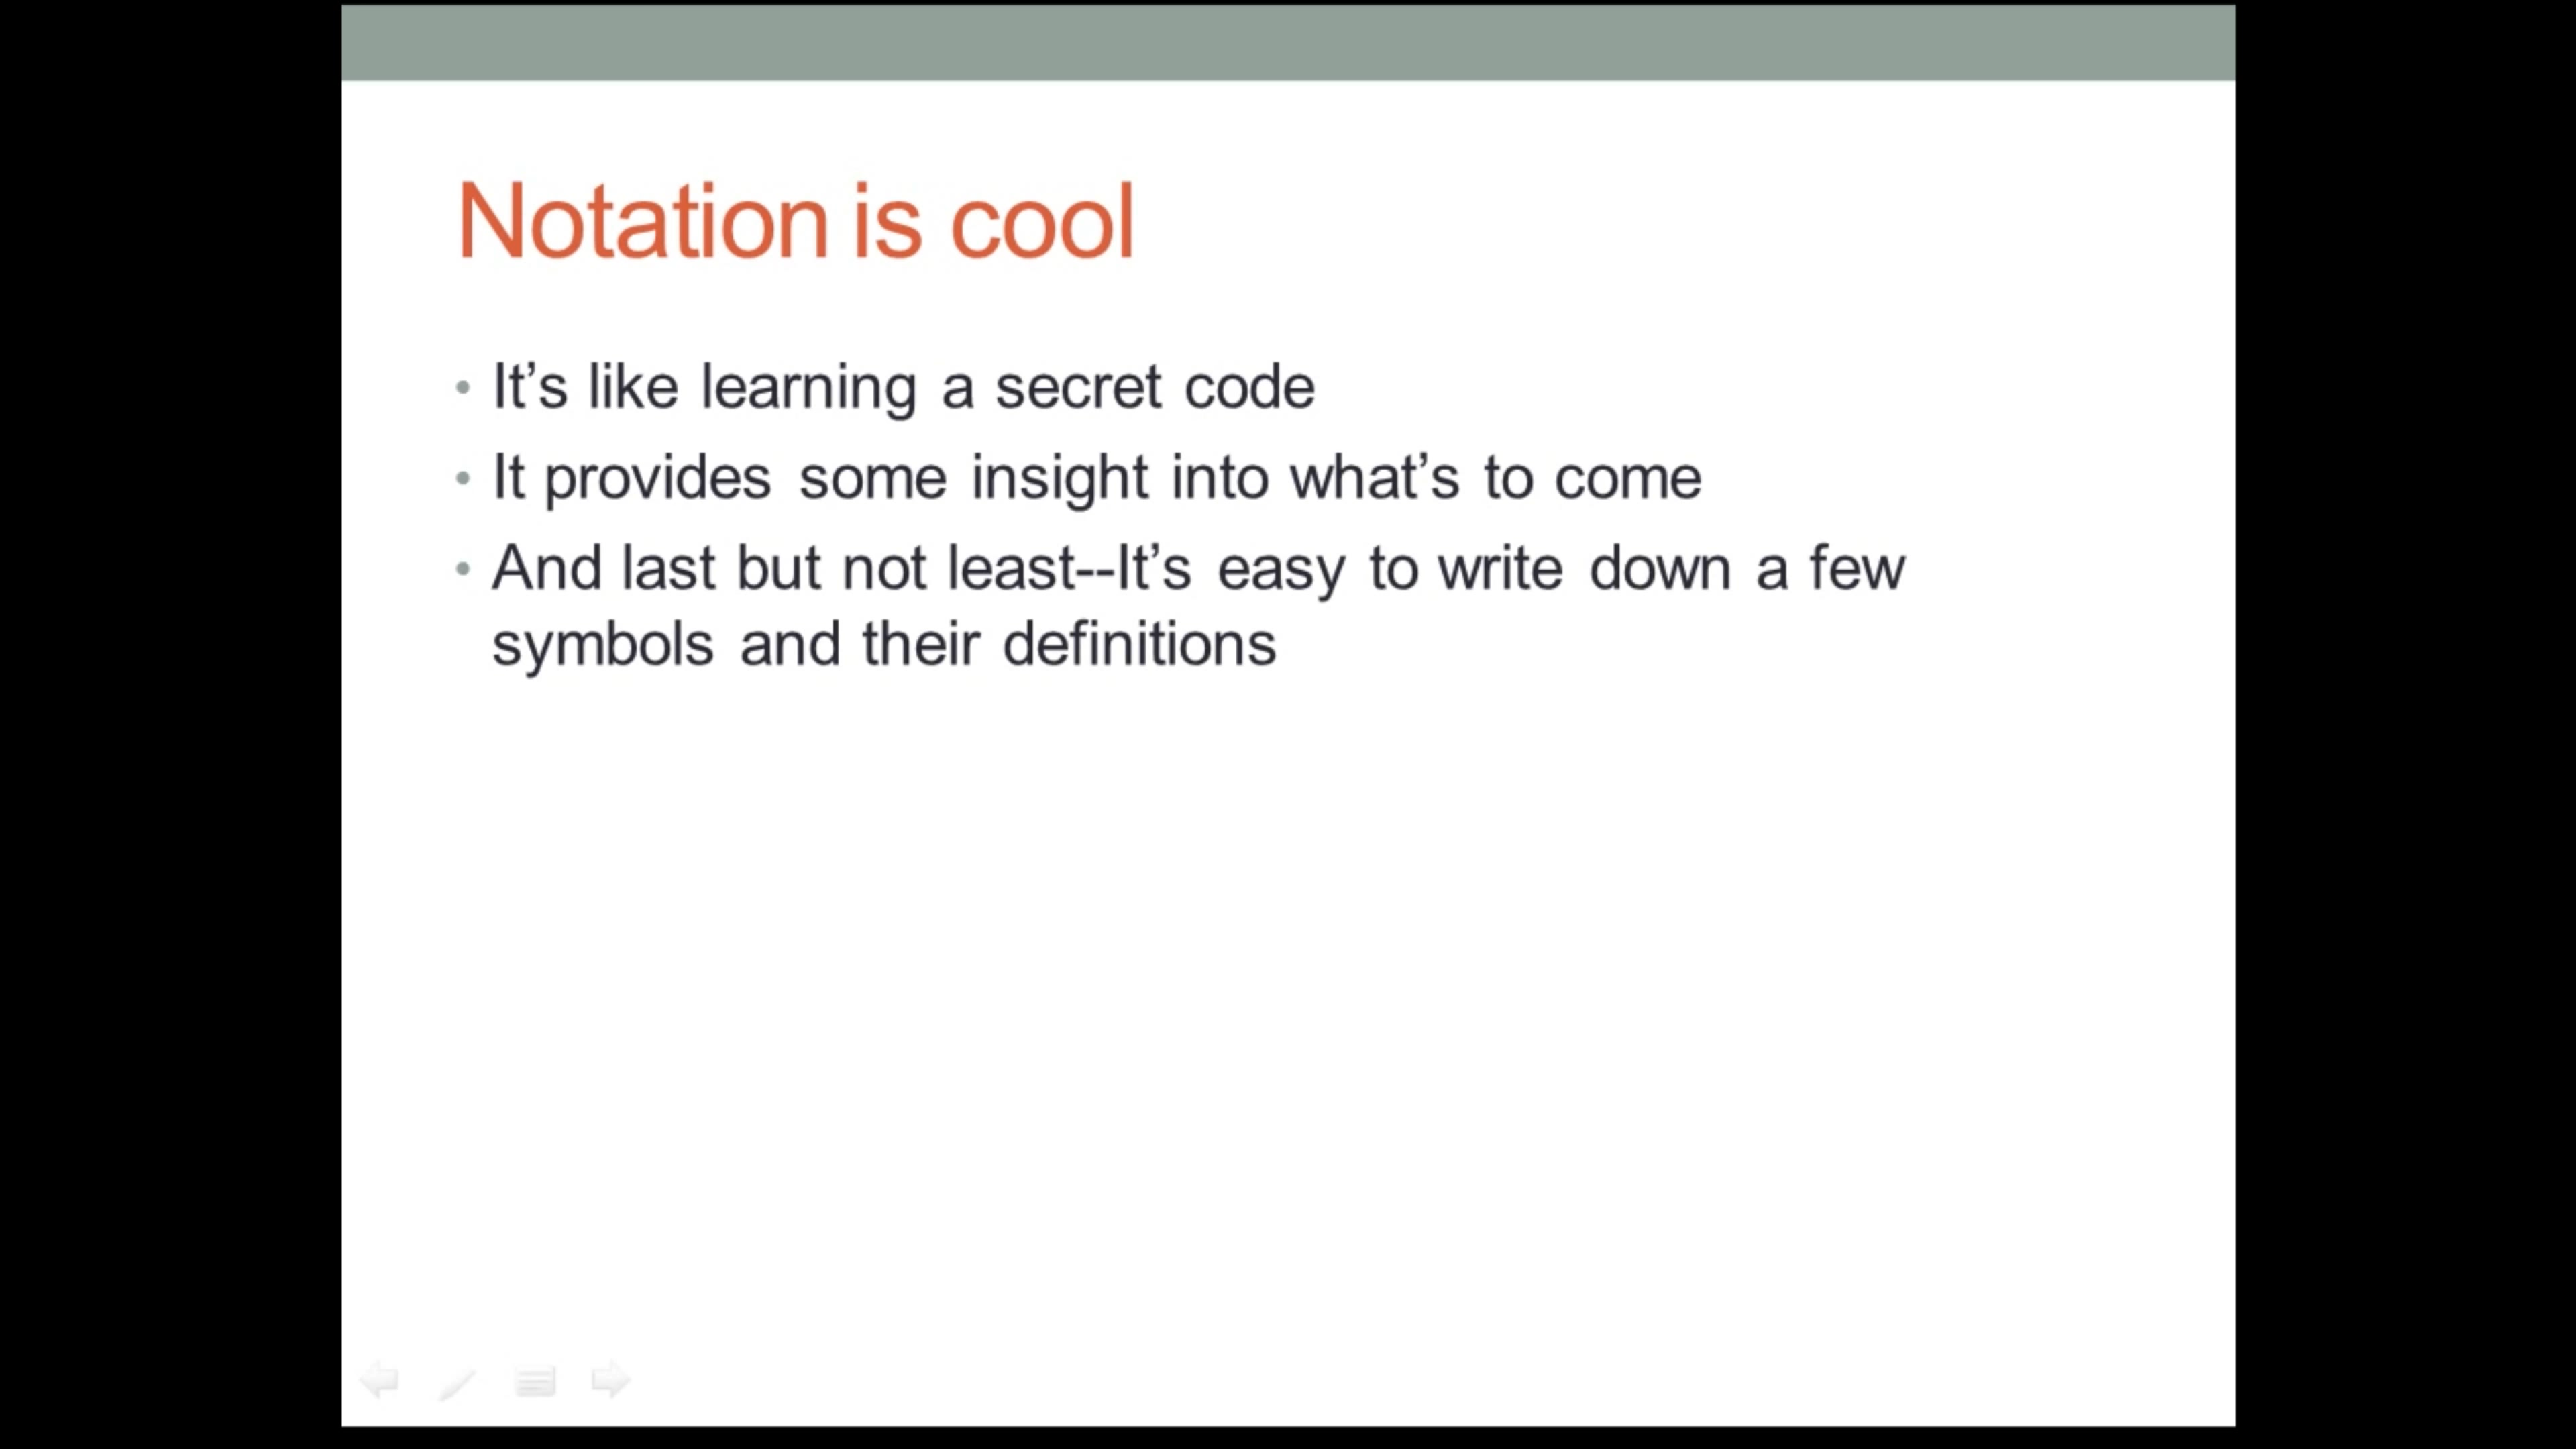 Notation is cool
• It’s like learning a secret code
• It provides some insight into what’s to come
• And last but not least--It’s easy to write down a few
symbols and their definitions